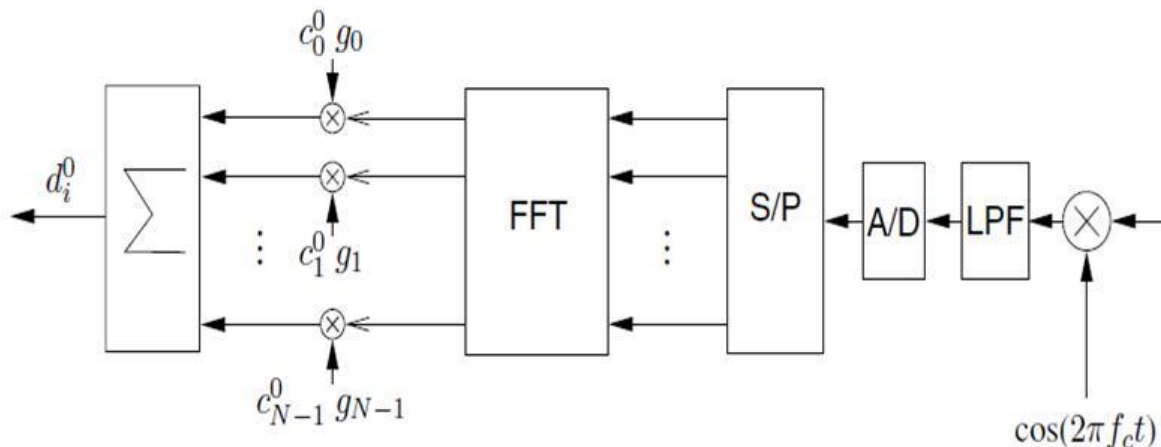 c_0^0 g_0
d_i^0
Σ
c_1^0 g_1
⋮
FFT
⋮
S/P
A/D
LPF
c_{N-1}^0 g_{N-1}
cos(2πf_c t)